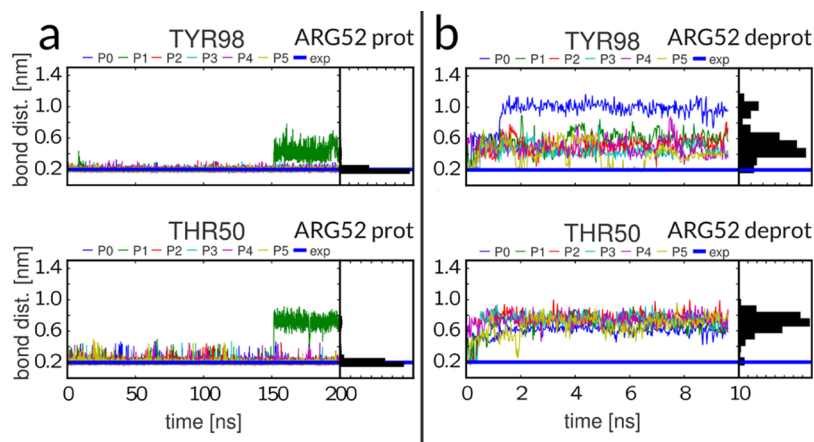 a
TYR98 ARG52 prot
P0 P1 P2 P3 P4 P5 exp
bond dist. [nm]
1.4
1.0
0.6
0.2
THR50 ARG52 prot
P0 P1 P2 P3 P4 P5 exp
bond dist. [nm]
1.4
1.0
0.6
0.2
0 50 100 150 200
time [ns]
b
TYR98 ARG52 deprot
P0 P1 P2 P3 P4 P5 exp
1.4
1.0
0.6
0.2
THR50 ARG52 deprot
P0 P1 P2 P3 P4 P5 exp
1.4
1.0
0.6
0.2
0 2 4 6 8 10
time [ns]